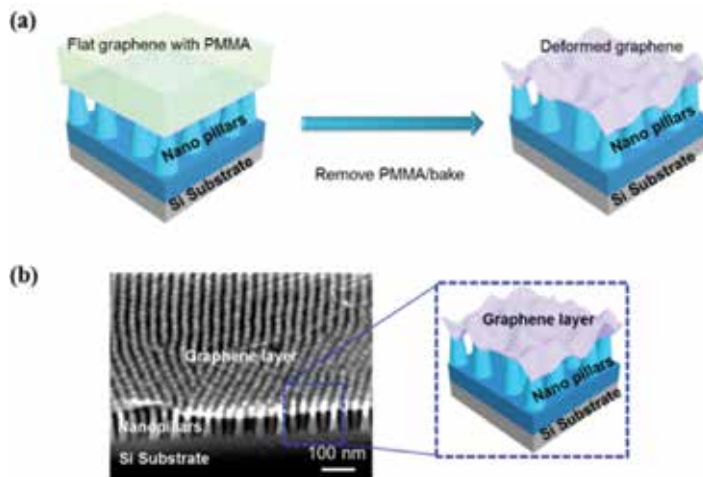 (a)
Flat graphene with PMMA
Nano pillars
Si Substrate
Remove PMMA/bake
Deformed graphene
Nano pillars
Si Substrate
(b)
Graphene layer
Nanopillars
Si Substrate
100 nm
Graphene layer
Nano pillars
Si Substrate